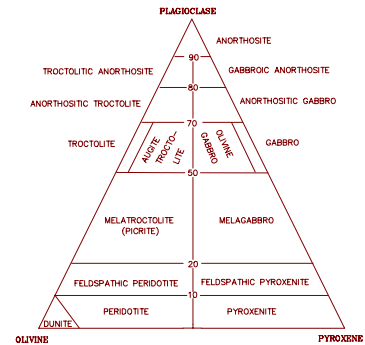 PLAGIOCLASE
ANORTHOSITE
90
TROCTOLITIC ANORTHOSITE
GABBROIC ANORTHOSITE
80
ANORTHOSITIC TROCTOLITE
ANORTHOSITIC GABBRO
70
TROCTOLITE
AUGITE
TROCTO-
LITE
OLIVINE
GABBRO
GABBRO
50
MELATROCTOLITE
(PICRITE)
MELAGABBRO
20
FELDSPATHIC PERIDOTITE
FELDSPATHIC PYROXENITE
10
PERIDOTITE
PYROXENITE
DUNITE
OLIVINE
PYROXENE